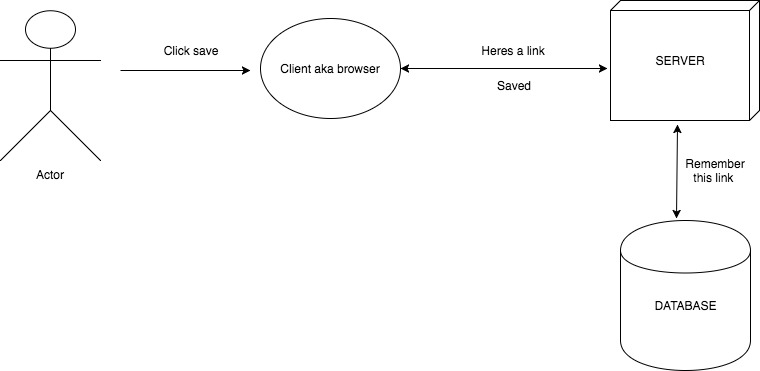 Click save
Client aka browser
Heres a link
Saved
SERVER
Actor
Remember
this link
DATABASE